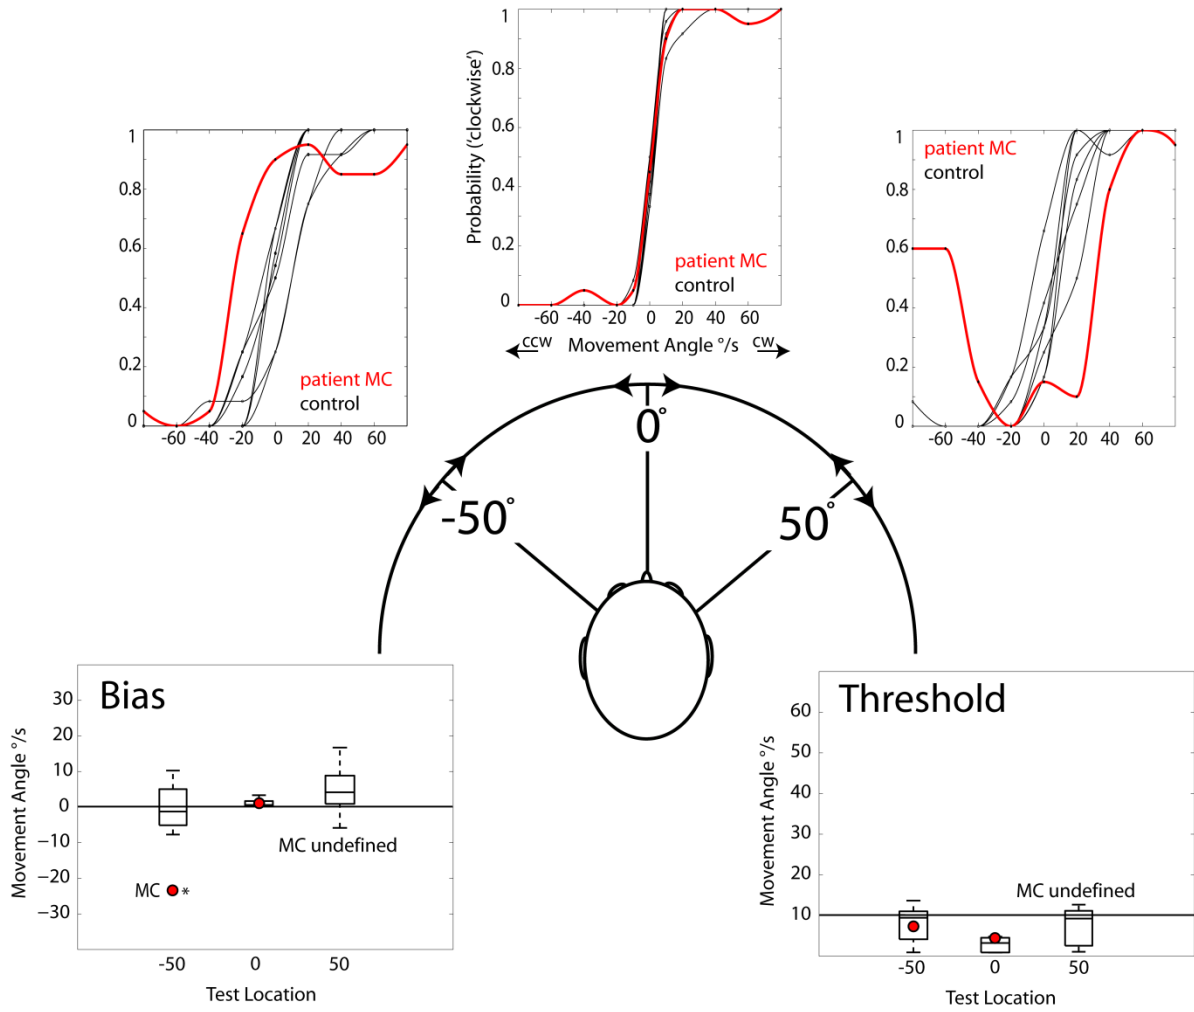 1
0.8
0.6
0.4
0.2
0
Probability ('clockwise')
patient MC
control
-60 -40 -20 0 20 40 60
ccw Movement Angle °/s cw
1
0.8
0.6
0.4
0.2
0
patient MC
control
-60 -40 -20 0 20 40 60
1
0.8
0.6
0.4
0.2
0
patient MC
control
-60 -40 -20 0 20 40 60
0°
-50°
50°
Bias
30
20
10
0
−10
−20
−30
Movement Angle °/s
MC *
MC undefined
-50 0 50
Test Location
Threshold
60
50
40
30
20
10
Movement Angle °/s
MC undefined
-50 0 50
Test Location